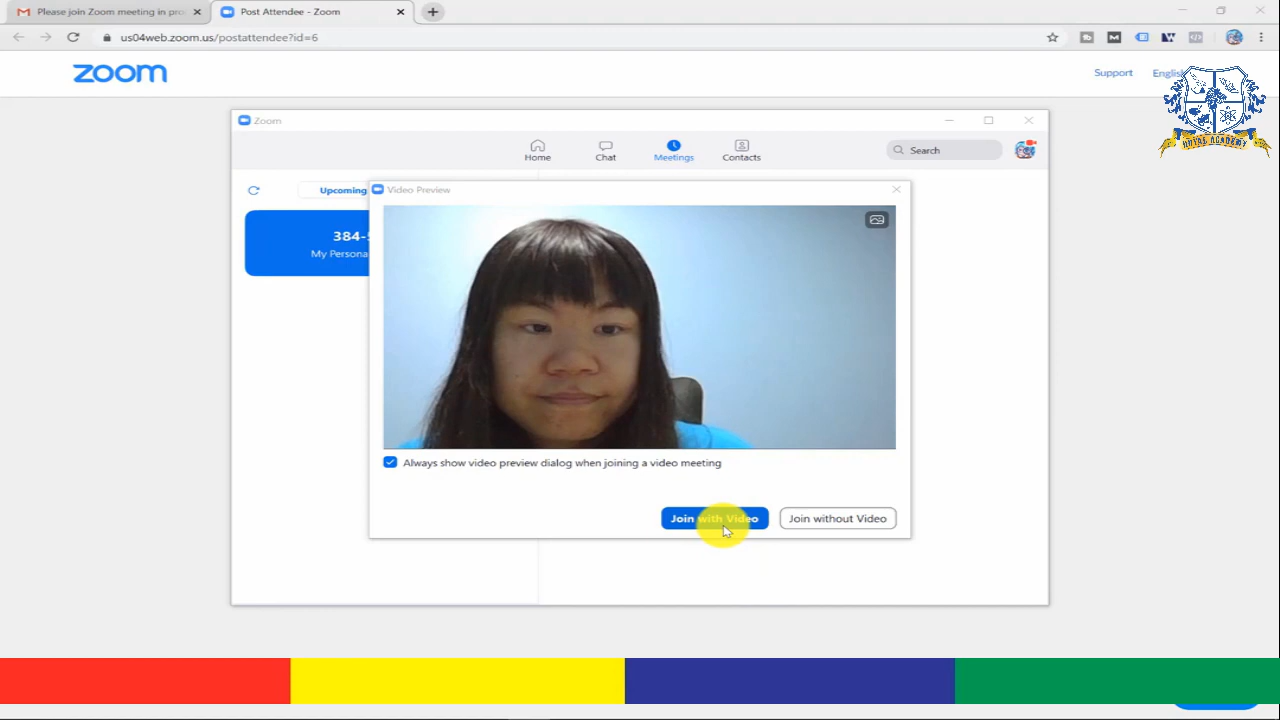 Please join Zoom meeting in pro
Post Attendee - Zoom
us04web.zoom.us/postattendee?id=6
zoom
Support
English
Zoom
Home
Chat
Meetings
Contacts
Search
Upcoming
Video Preview
384-
My Persona
Always show video preview dialog when joining a video meeting
Join with Video
Join without Video